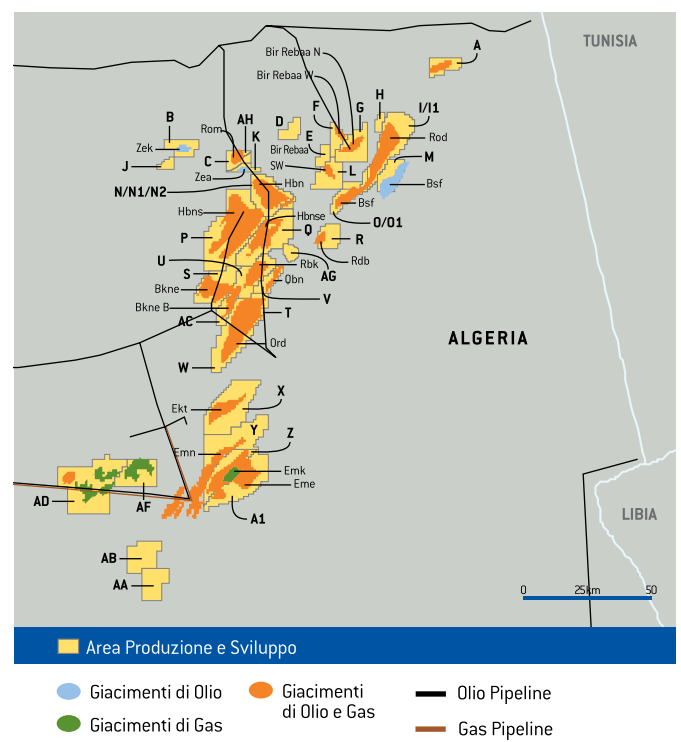 TUNISIA
A
Bir Rebaa N
Bir Rebaa W
H
I/I1
F
G
B
AH
D
Rom
K
E
Rod
Zek
Bir Rebaa
M
J
C
SW
L
Zea
Hbn
Bsf
N/N1/N2
Bsf
Hbns
Hbnse
O/O1
P
Q
R
U
Rbk
Rdb
S
AG
Qbn
Bkne
V
Bkne B
T
AC
ALGERIA
Ord
W
X
Ekt
Y
Z
Emn
Emk
Eme
AD
AF
A1
LIBIA
AB
AA
0 25km 50
Area Produzione e Sviluppo
Giacimenti di Olio
Giacimenti
di Olio e Gas
Olio Pipeline
Giacimenti di Gas
Gas Pipeline